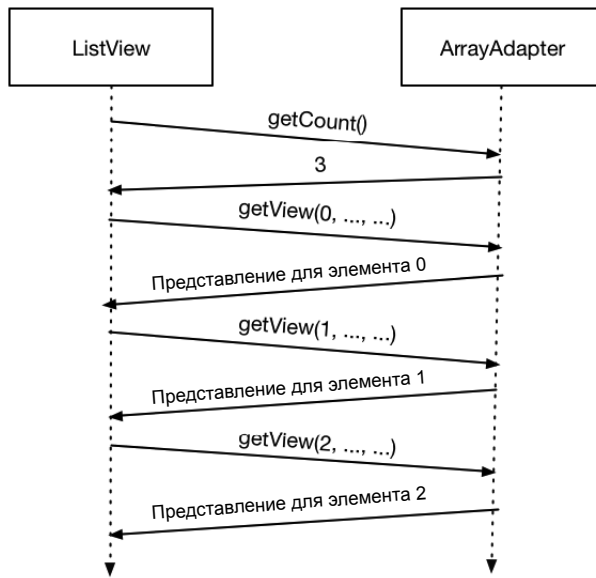 ListView
ArrayAdapter
getCount()
3
getView(0, ..., ...)
Представление для элемента 0
getView(1, ..., ...)
Представление для элемента 1
getView(2, ..., ...)
Представление для элемента 2